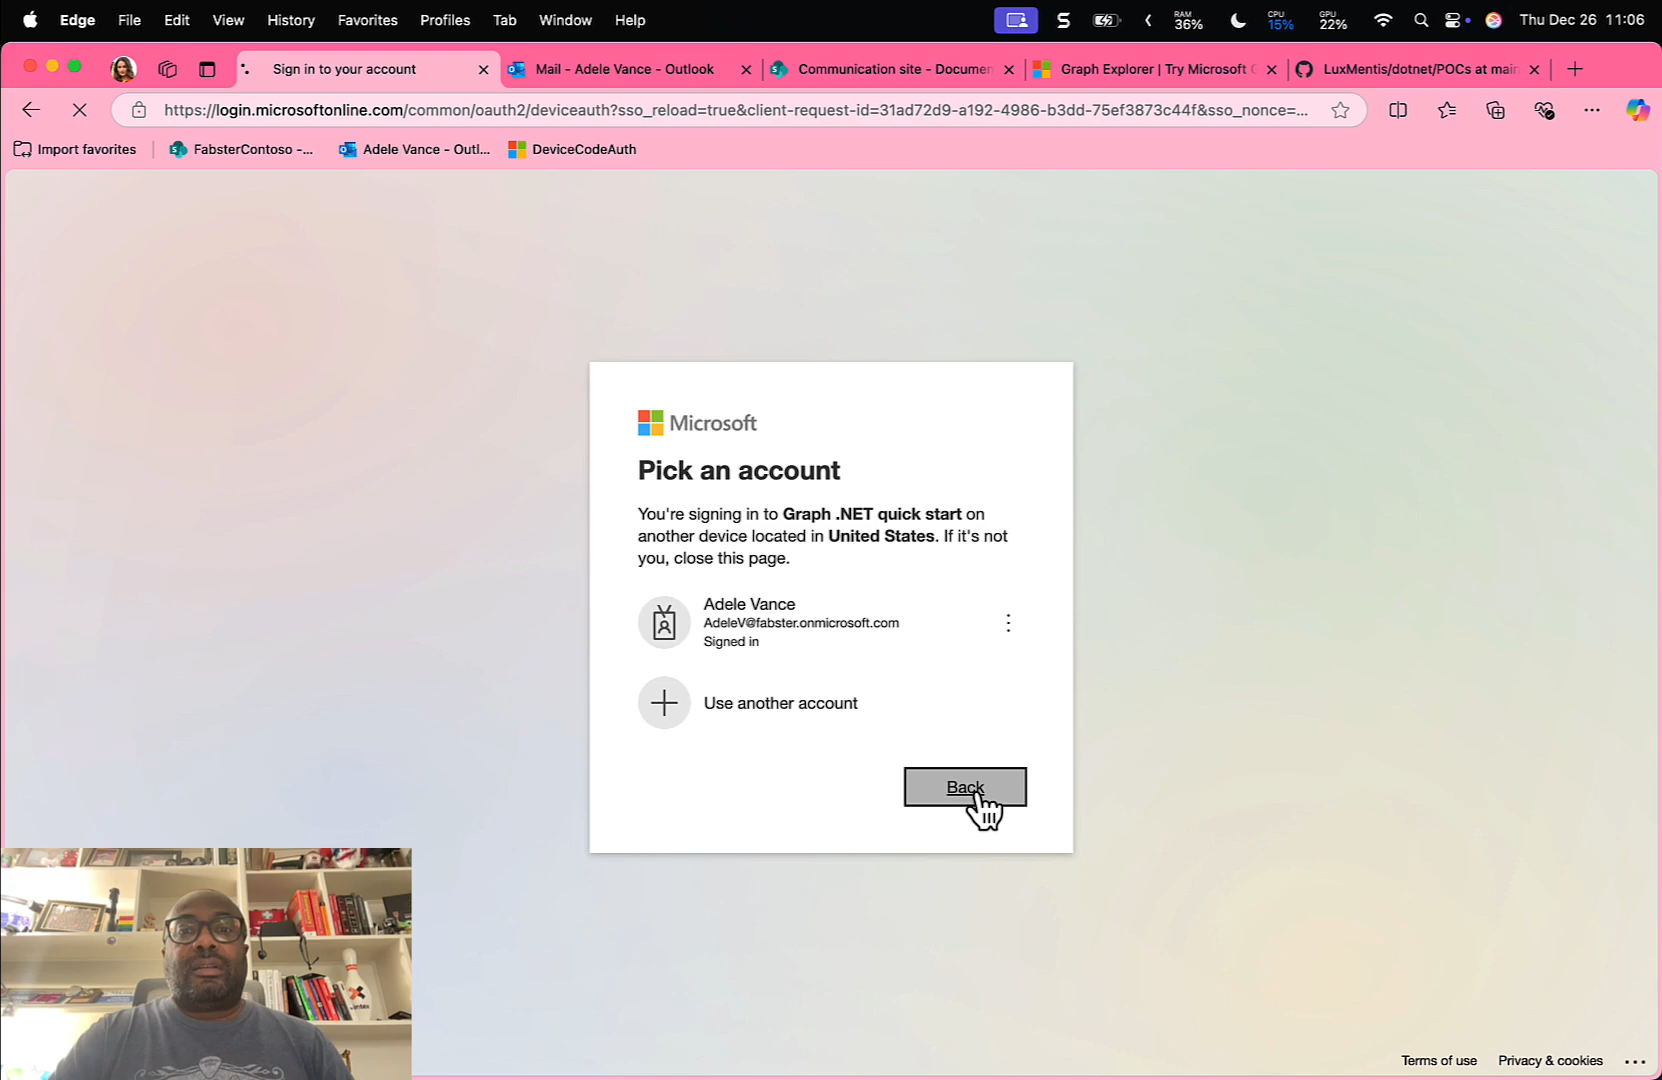 Edge File Edit View History Favorites Profiles Tab Window Help
RAM 36% CPU 15% GPU 22% Thu Dec 26 11:06
Sign in to your account
Mail - Adele Vance - Outlook
Communication site - Documen
Graph Explorer | Try Microsoft G
LuxMentis/dotnet/POCs at main
https://login.microsoftonline.com/common/oauth2/deviceauth?sso_reload=true&client-request-id=31ad72d9-a192-4986-b3dd-75ef3873c44f&sso_nonce=...
Import favorites
FabsterContoso -...
Adele Vance - Outl...
DeviceCodeAuth
Microsoft
Pick an account
You're signing in to Graph .NET quick start on
another device located in United States. If it's not
you, close this page.
Adele Vance
AdeleV@fabster.onmicrosoft.com
Signed in
Use another account
Back
Terms of use Privacy & cookies